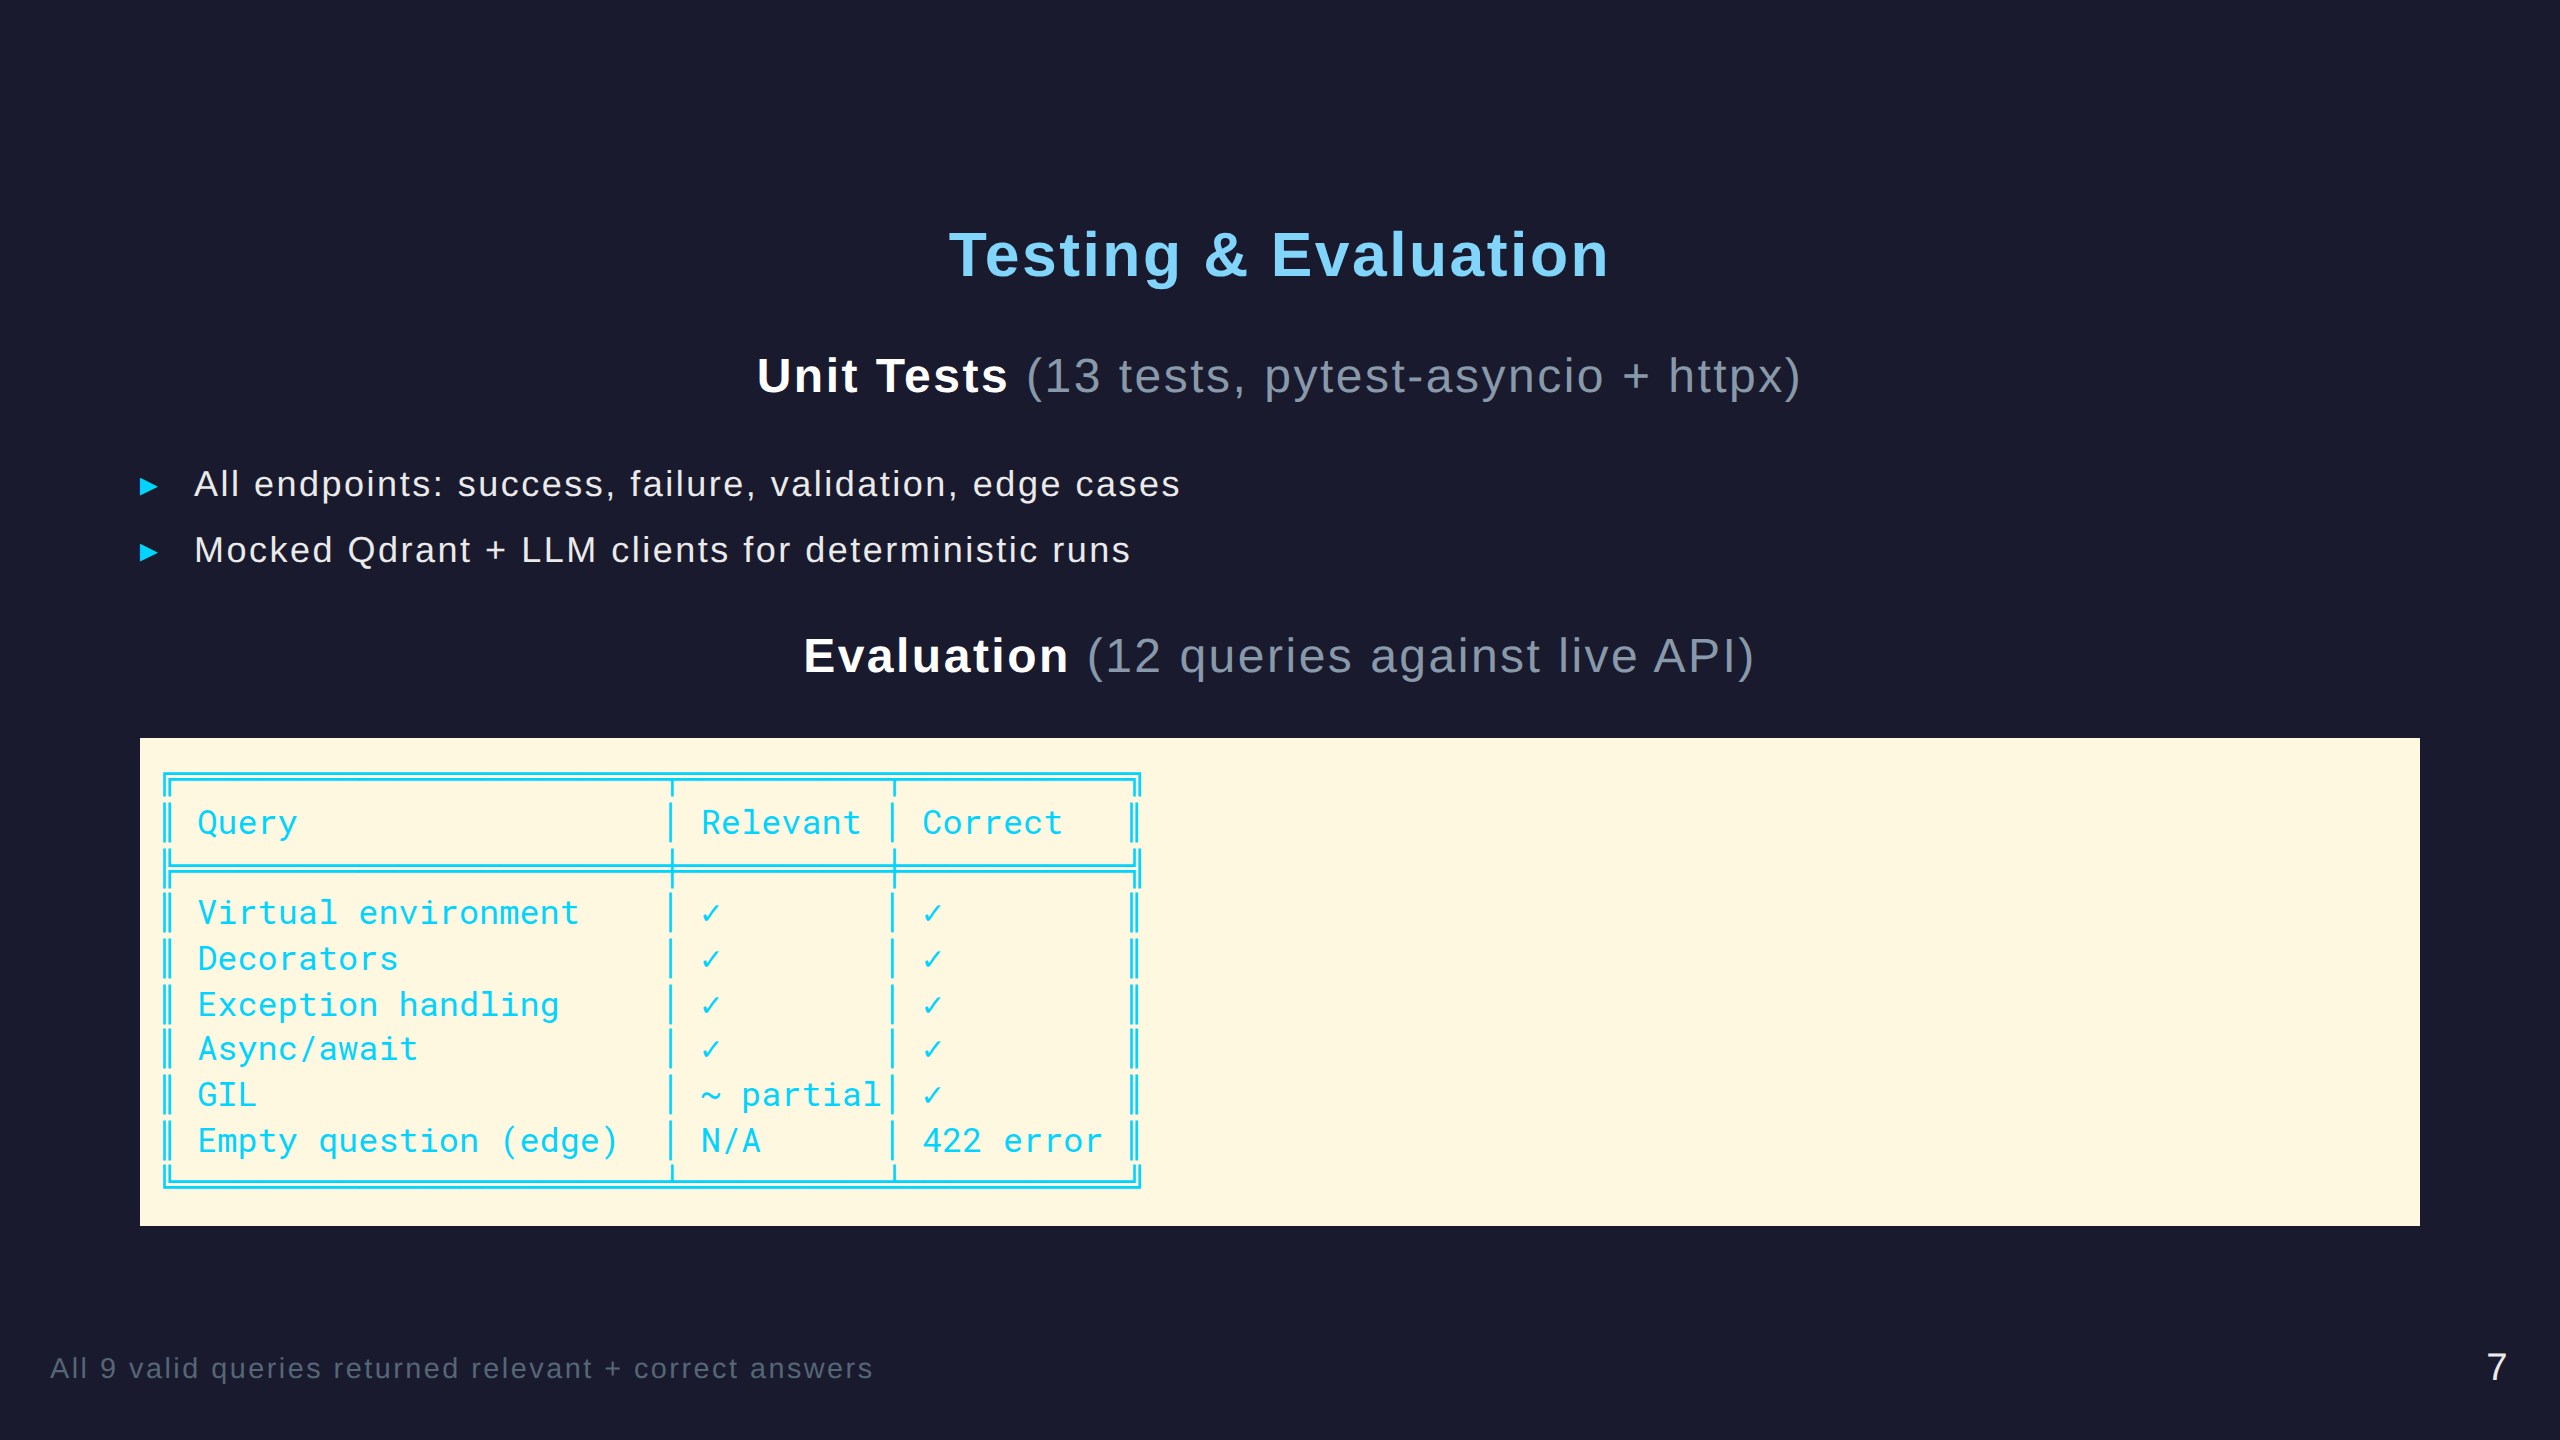 Testing & Evaluation
Unit Tests (13 tests, pytest-asyncio + httpx)
► All endpoints: success, failure, validation, edge cases
► Mocked Qdrant + LLM clients for deterministic runs
Evaluation (12 queries against live API)
Query Relevant Correct
Virtual environment ✓ ✓
Decorators ✓ ✓
Exception handling ✓ ✓
Async/await ✓ ✓
GIL ~ partial ✓
Empty question (edge) N/A 422 error
All 9 valid queries returned relevant + correct answers
7